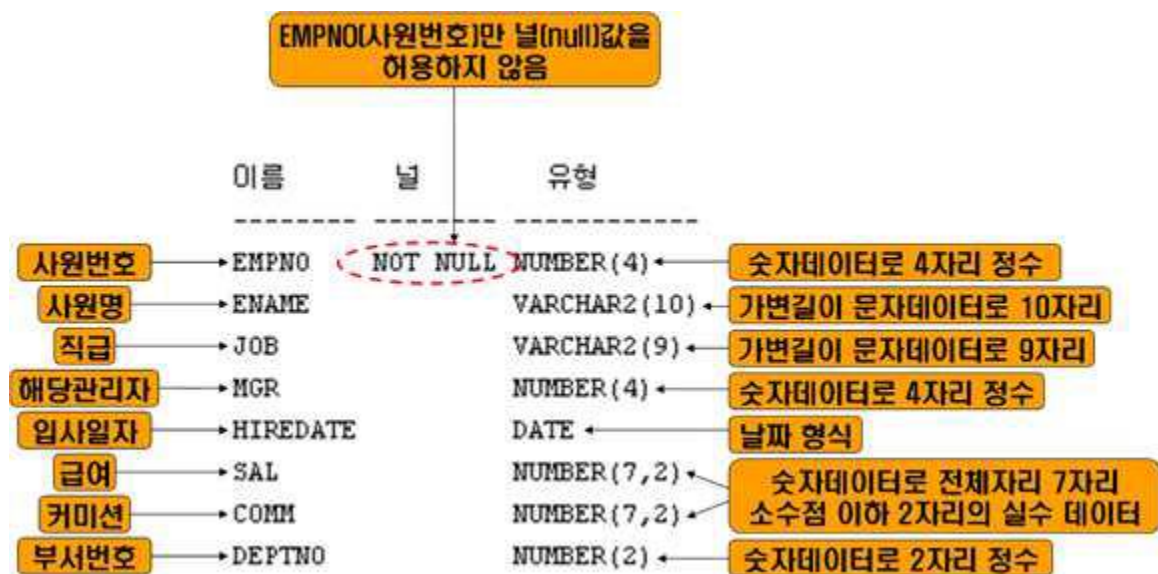 EMPNO(사원번호)만 널(null)값을
허용하지 않음
이름 널 유형
-------- -------- ------------
사원번호 EMPNO NOT NULL NUMBER(4) 숫자데이터로 4자리 정수
사원명 ENAME VARCHAR2(10) 가변길이 문자데이터로 10자리
직급 JOB VARCHAR2(9) 가변길이 문자데이터로 9자리
해당관리자 MGR NUMBER(4) 숫자데이터로 4자리 정수
입사일자 HIREDATE DATE 날짜 형식
급여 SAL NUMBER(7,2) 숫자데이터로 전체자리 7자리
커미션 COMM NUMBER(7,2) 소수점 이하 2자리의 실수 데이터
부서번호 DEPTNO NUMBER(2) 숫자데이터로 2자리 정수